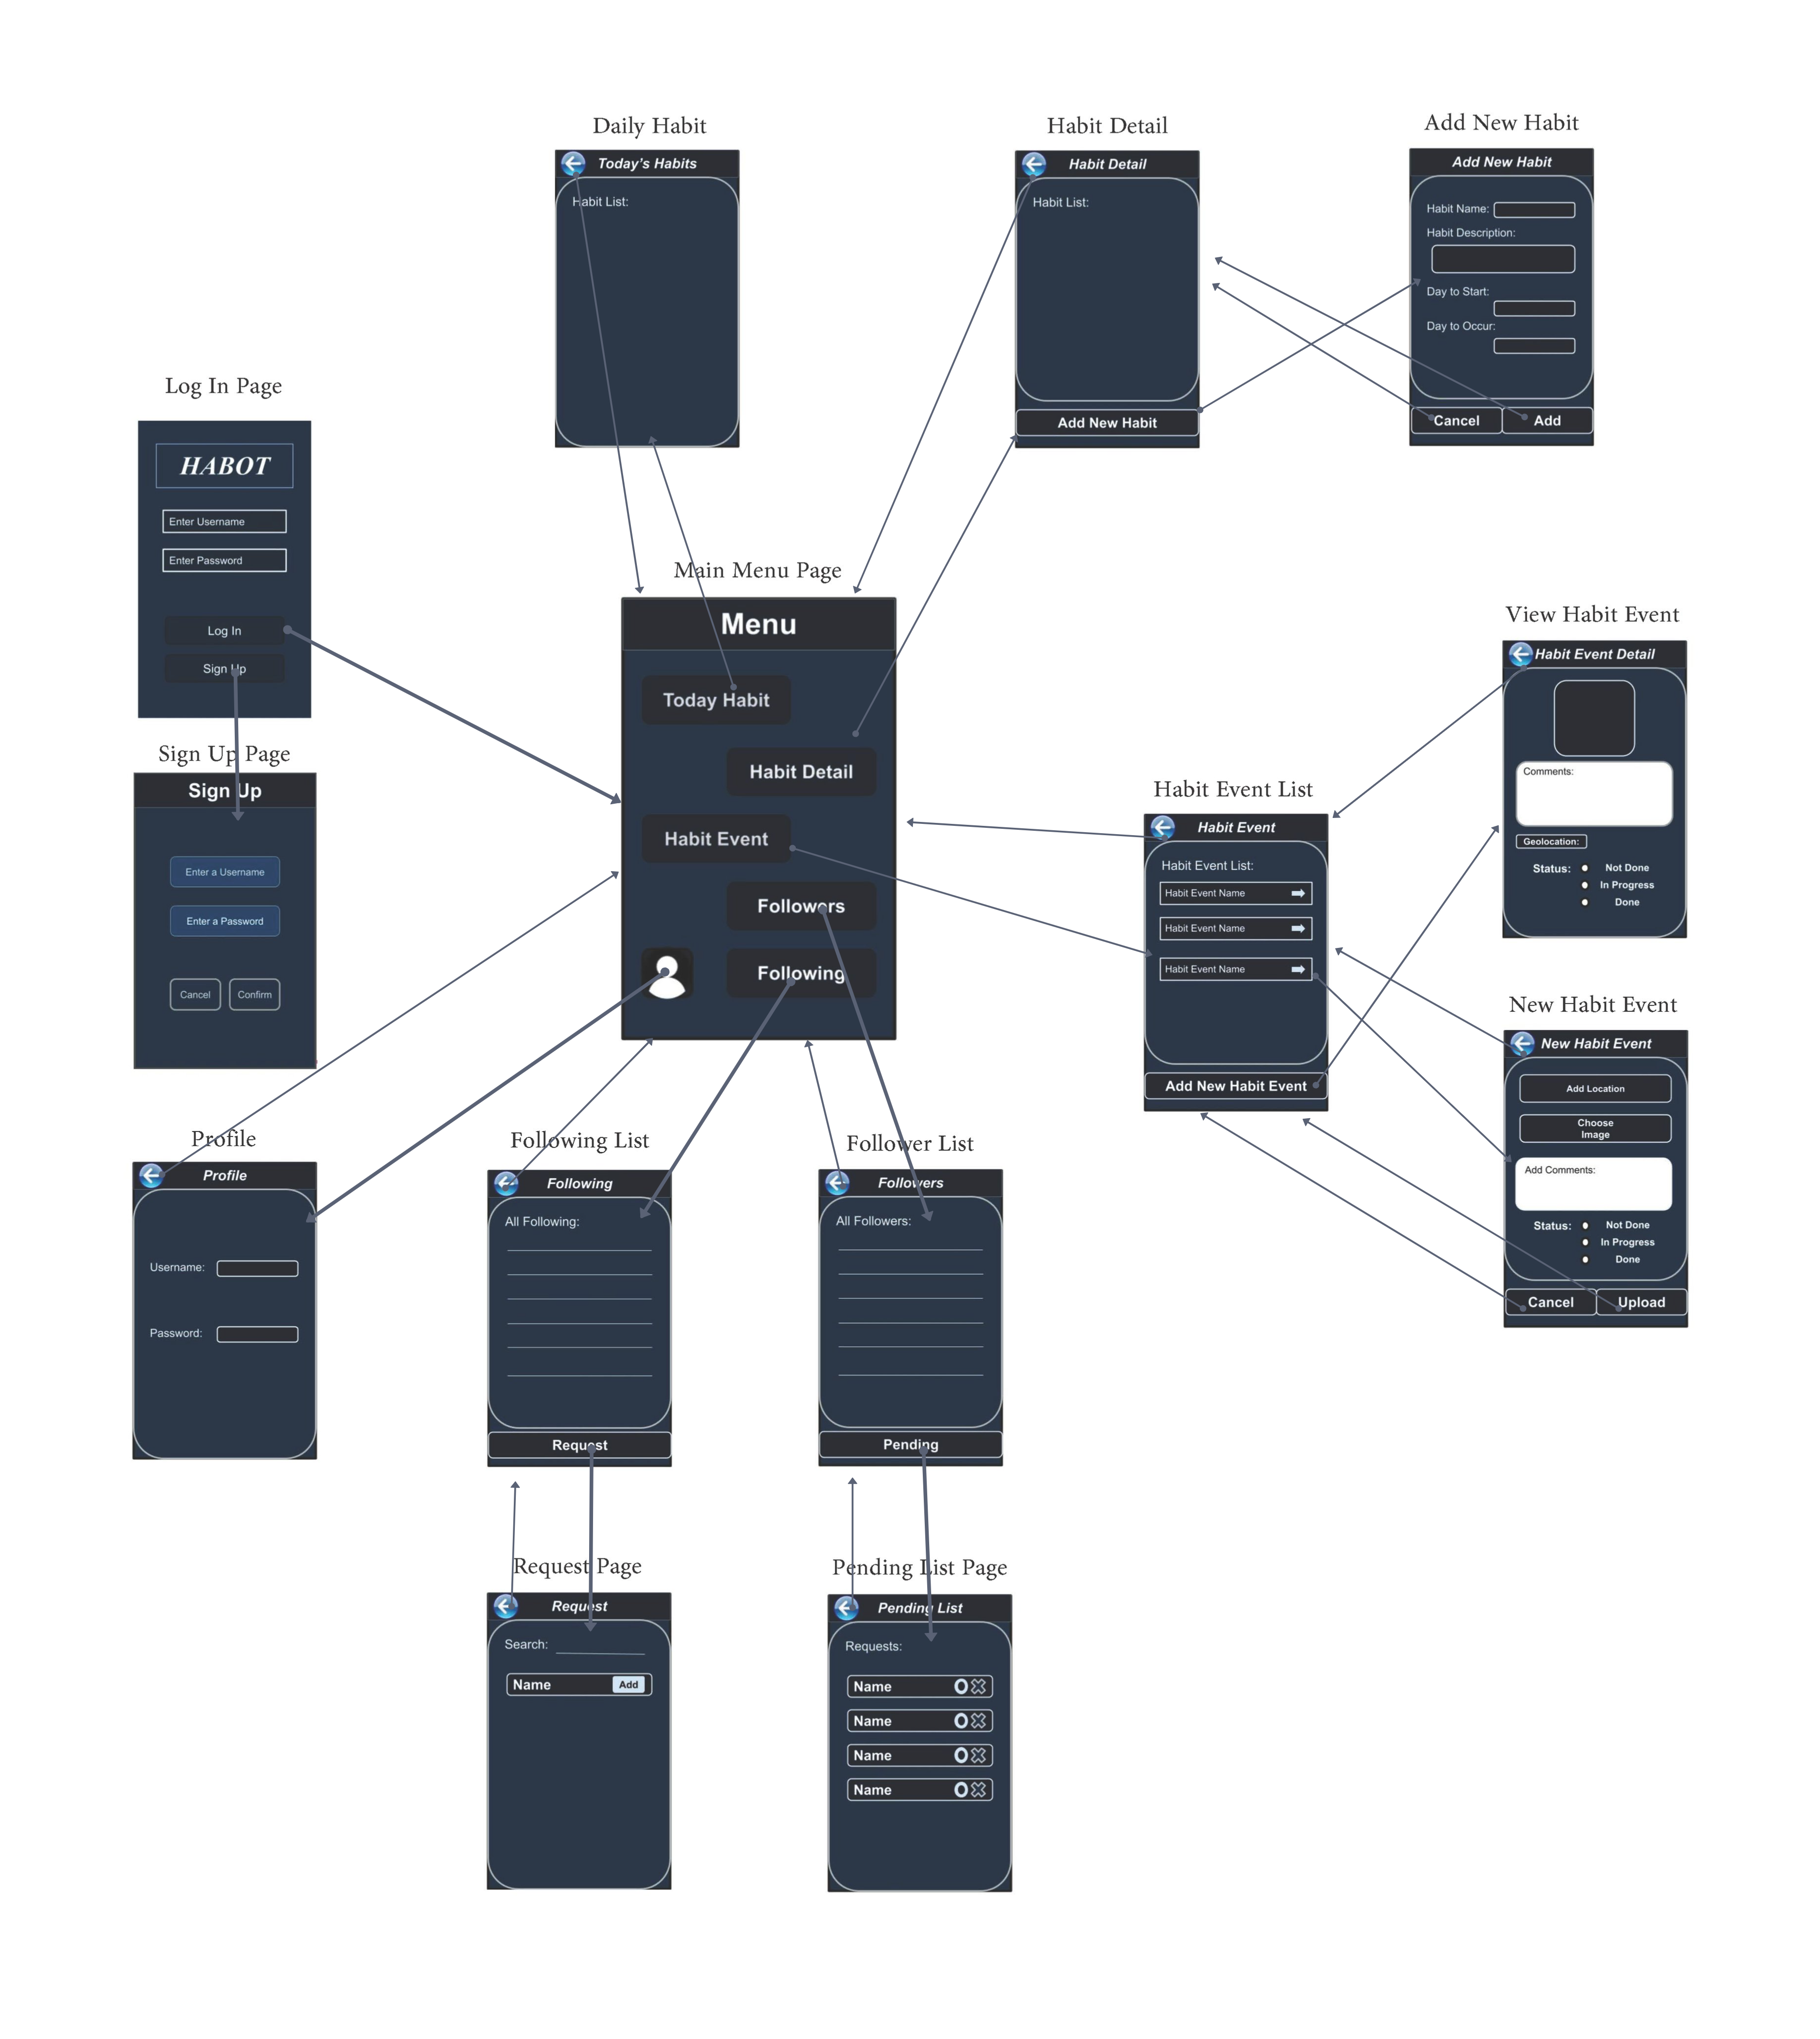 Daily Habit
Today's Habits
Habit List:
Habit Detail
Habit Detail
Habit List:
Add New Habit
Add New Habit
Add New Habit
Habit Name:
Habit Description:
Day to Start:
Day to Occur:
Cancel
Add
Log In Page
HABOT
Enter Username
Enter Password
Log In
Sign Up
Sign Up Page
Sign Up
Enter a Username
Enter a Password
Cancel
Confirm
Main Menu Page
Menu
Today Habit
Habit Detail
Habit Event
Followers
Following
Habit Event List
Habit Event
Habit Event List:
Habit Event Name
Habit Event Name
Habit Event Name
Add New Habit Event
View Habit Event
Habit Event Detail
Comments:
Geolocation:
Status:
Not Done
In Progress
Done
New Habit Event
New Habit Event
Add Location
Choose
Image
Add Comments:
Status:
Not Done
In Progress
Done
Cancel
Upload
Profile
Profile
Username:
Password:
Following List
Following
All Following:
Request
Follower List
Followers
All Followers:
Pending
Request Page
Request
Search:
Name
Add
Pending List Page
Pending List
Requests:
Name
Name
Name
Name